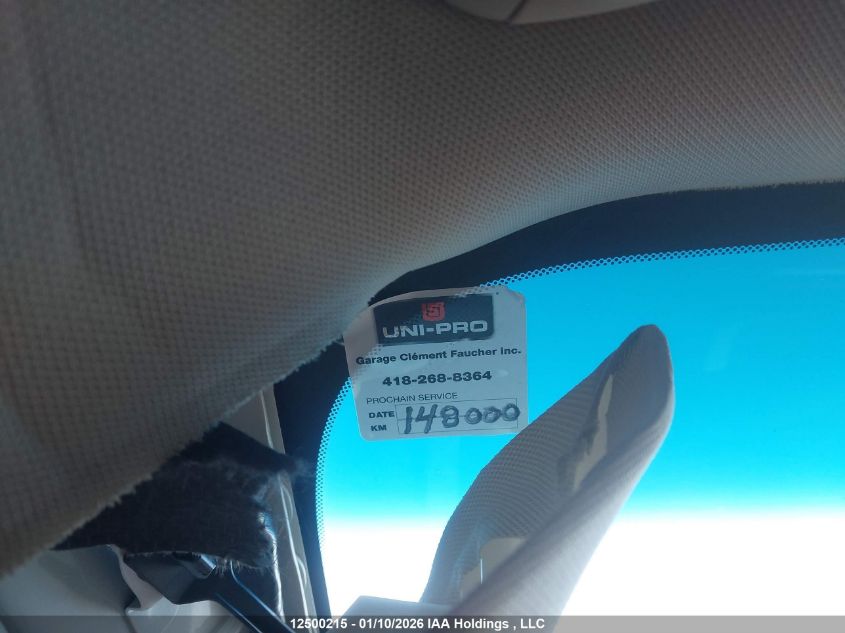 UNI-PRO
Garage Clément Faucher inc.
418-268-8364
PROCHAIN SERVICE
DATE
KM 148000
12500215 - 01/10/2026 IAA Holdings , LLC